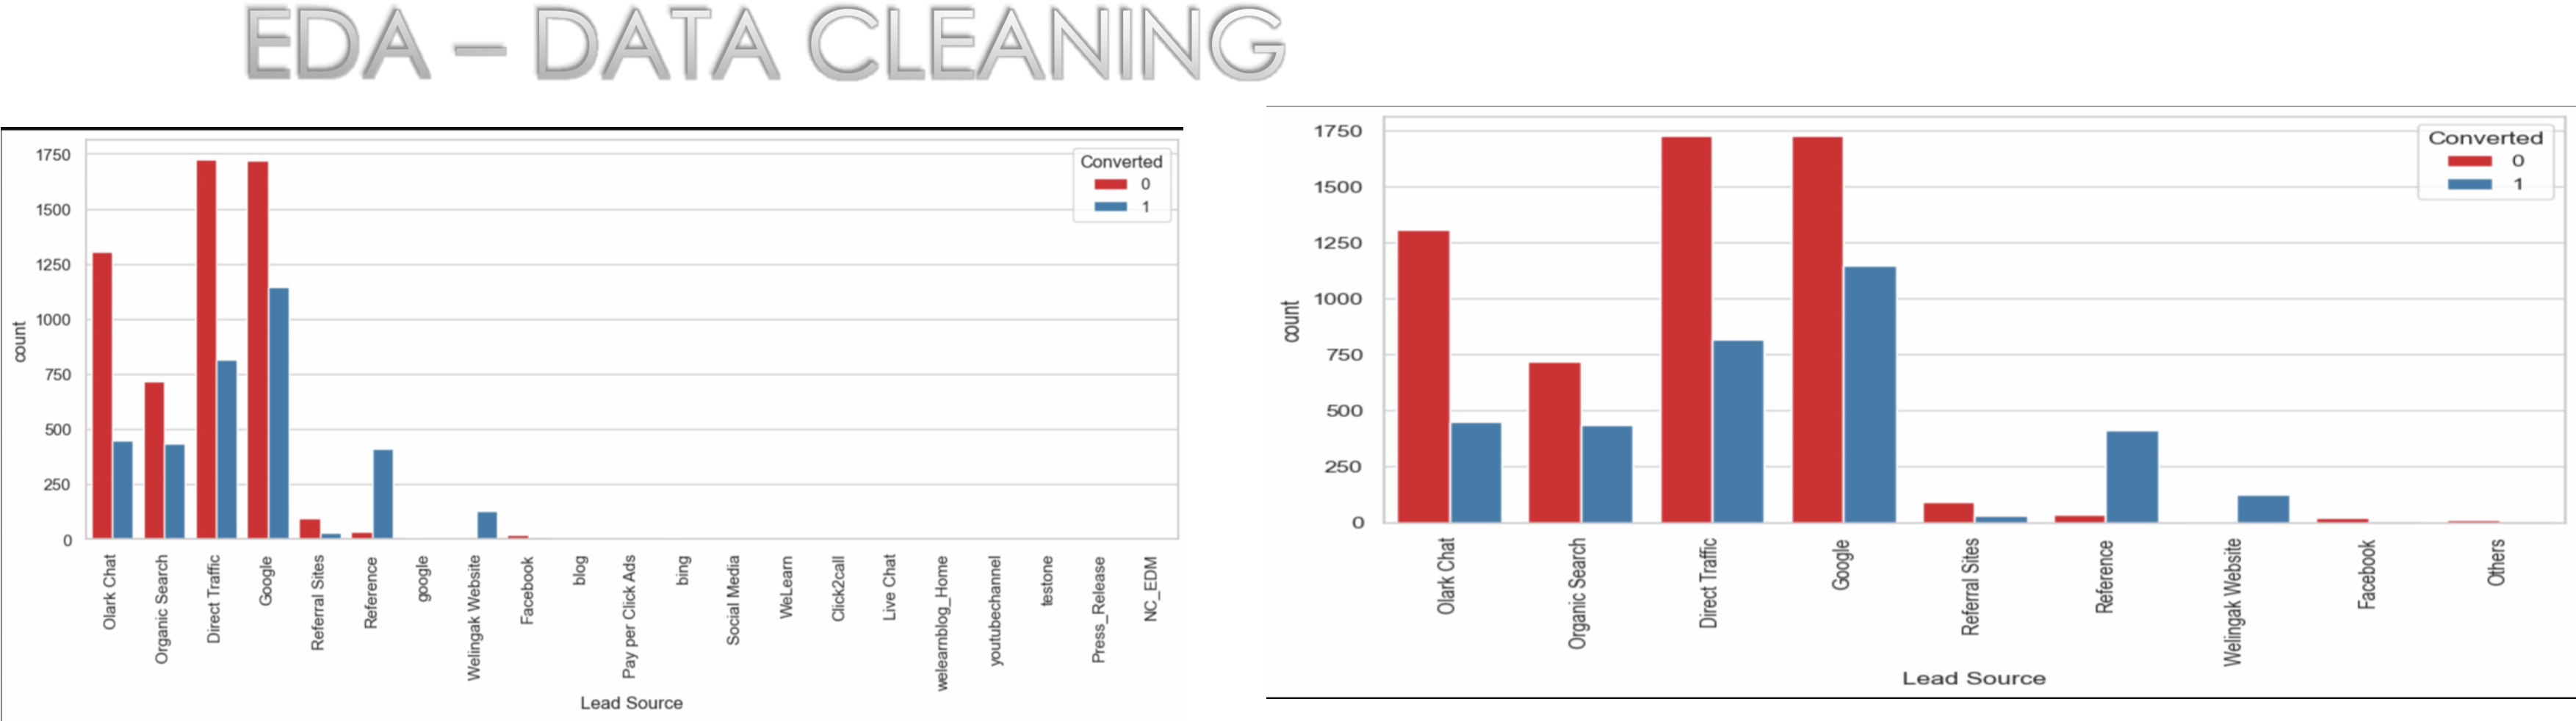 EDA – DATA CLEANING
Converted
0
1
1750
1500
1250
1000
750
500
250
0
count
Olark Chat
Organic Search
Direct Traffic
Google
Referral Sites
Reference
google
Welingak Website
Facebook
blog
Pay per Click Ads
bing
Social Media
WeLearn
Click2call
Live Chat
welearnblog_Home
youtubechannel
testone
Press_Release
NC_EDM
Lead Source
Converted
0
1
1750
1500
1250
1000
750
500
250
0
count
Olark Chat
Organic Search
Direct Traffic
Google
Referral Sites
Reference
Welingak Website
Facebook
Others
Lead Source